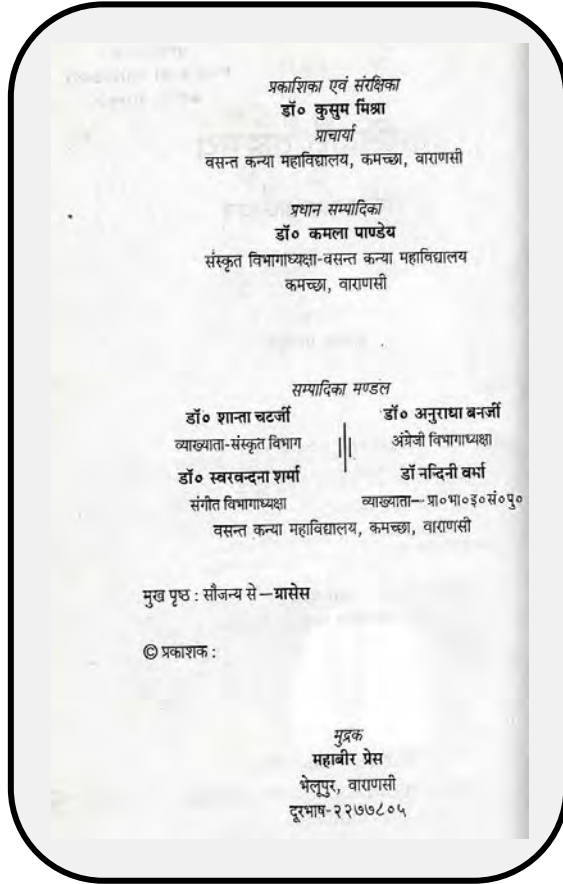 प्रकाशिका एवं संरक्षिका
डॉ० कुसुम मिश्रा
प्राचार्या
वसन्त कन्या महाविद्यालय, कमच्छा, वाराणसी
प्रधान सम्पादिका
डॉ० कमला पाण्डेय
संस्कृत विभागाध्यक्षा-वसन्त कन्या महाविद्यालय
कमच्छा, वाराणसी
सम्पादिका मण्डल
डॉ० शान्ता चटर्जी
व्याख्याता-संस्कृत विभाग
डॉ० स्वरवन्दना शर्मा
संगीत विभागाध्यक्षा
डॉ० अनुराधा बनर्जी
अंग्रेजी विभागाध्यक्षा
डॉ नन्दिनी वर्मा
व्याख्याता—प्रा०भा०इ०सं०पु०
वसन्त कन्या महाविद्यालय, कमच्छा, वाराणसी
मुख पृष्ठ : सौजन्य से—प्रासेस
© प्रकाशक :
मुद्रक
महाबीर प्रेस
भेलूपुर, वाराणसी
दूरभाष-२२७७८०५